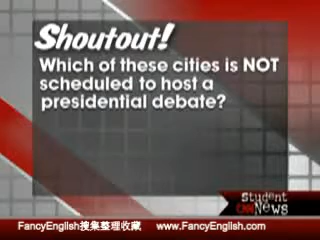 Shoutout!
Which of these cities is NOT
scheduled to host a
presidential debate?
Student
CNN News
FancyEnglish搜集整理收藏 www.FancyEnglish.com